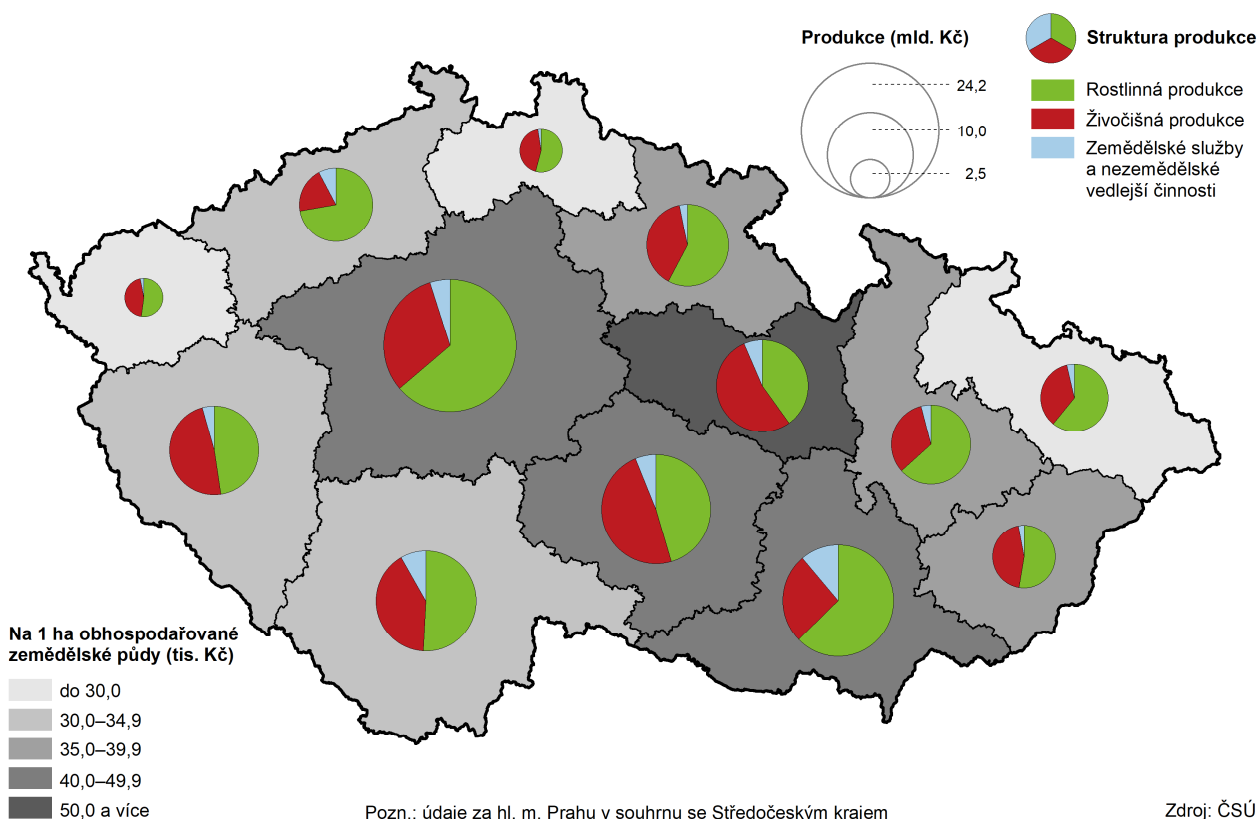 Produkce (mld. Kč)
24,2
10,0
2,5
Struktura produkce
Rostlinná produkce
Živočišná produkce
Zemědělské služby
a nezemědělské
vedlejší činnosti
Na 1 ha obhospodařované
zemědělské půdy (tis. Kč)
do 30,0
30,0–34,9
35,0–39,9
40,0–49,9
50,0 a více
Pozn.: údaje za hl. m. Prahu v souhrnu se Středočeským krajem
Zdroj: ČSÚ